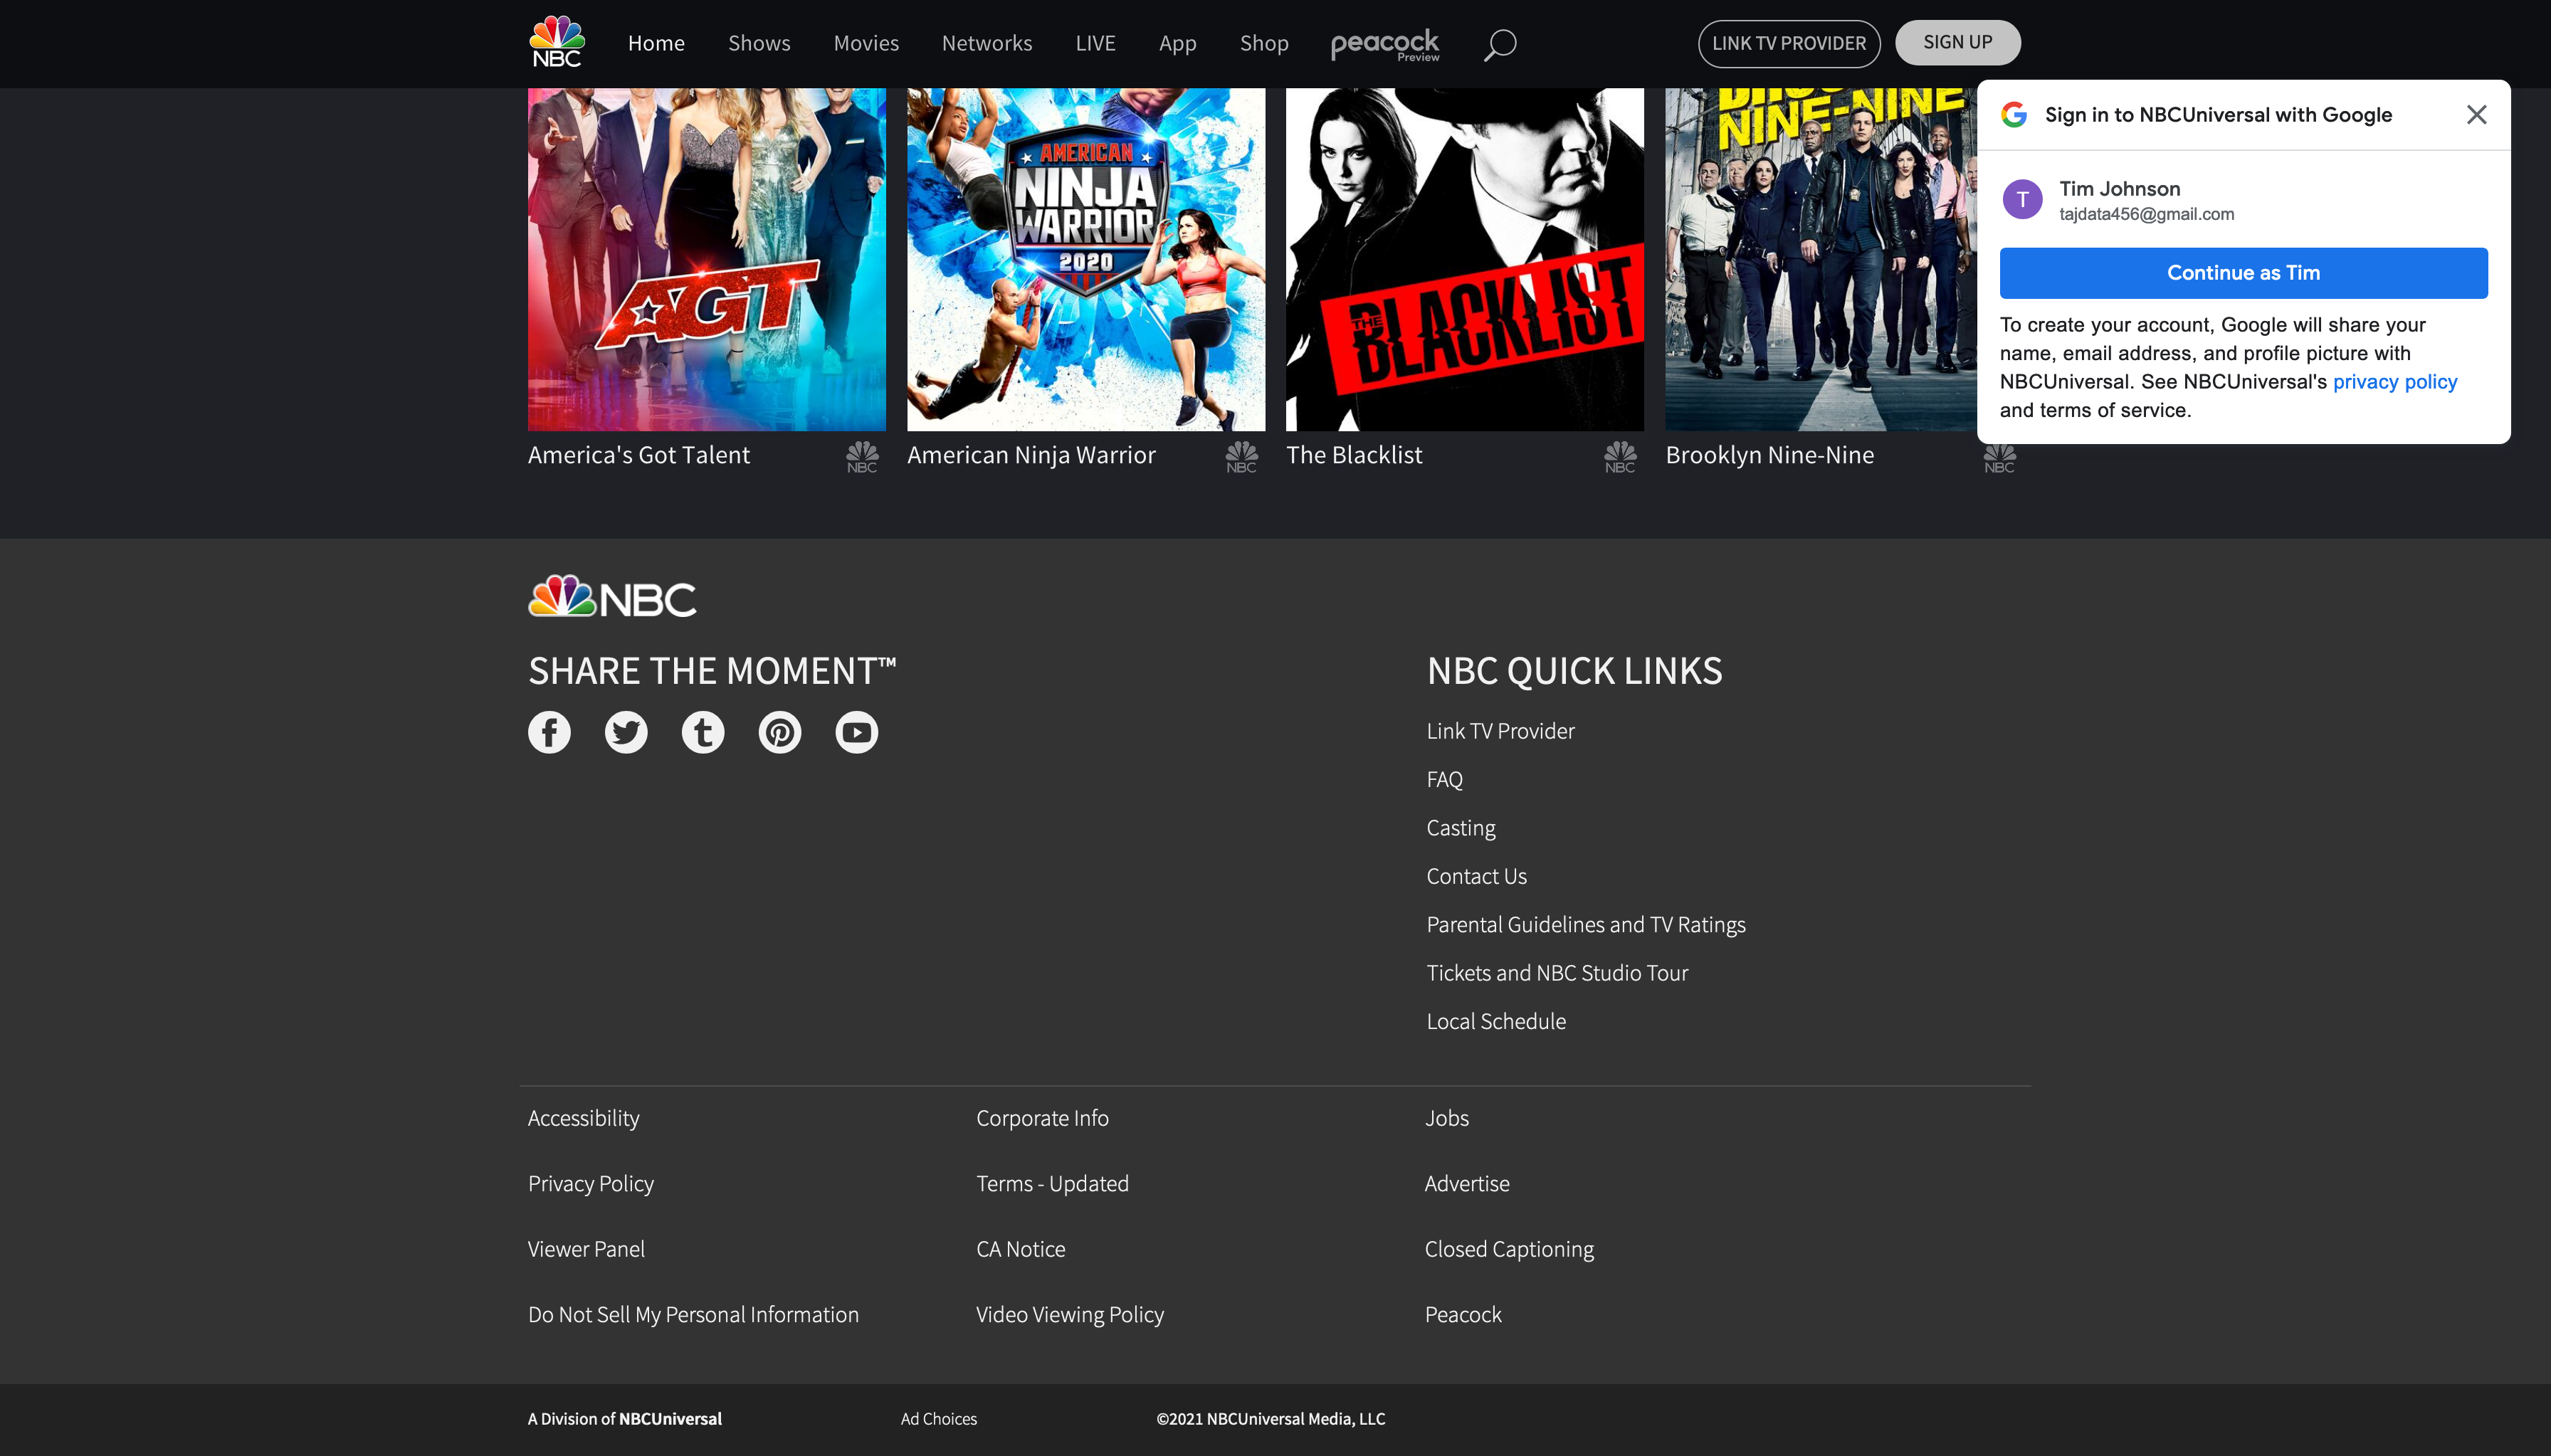 NBC
Home
Shows
Movies
Networks
LIVE
App
Shop
peacock
Preview
LINK TV PROVIDER
SIGN UP
Sign in to NBCUniversal with Google
T
Tim Johnson
tajdata456@gmail.com
Continue as Tim
To create your account, Google will share your
name, email address, and profile picture with
NBCUniversal. See NBCUniversal's privacy policy
and terms of service.
AGT
AMERICAN
NINJA
WARRIOR
2020
THE
BLACKLIST
NINE-NINE
America's Got Talent
NBC
American Ninja Warrior
NBC
The Blacklist
NBC
Brooklyn Nine-Nine
NBC
NBC
SHARE THE MOMENT™
NBC QUICK LINKS
Link TV Provider
FAQ
Casting
Contact Us
Parental Guidelines and TV Ratings
Tickets and NBC Studio Tour
Local Schedule
Accessibility
Corporate Info
Jobs
Privacy Policy
Terms - Updated
Advertise
Viewer Panel
CA Notice
Closed Captioning
Do Not Sell My Personal Information
Video Viewing Policy
Peacock
A Division of NBCUniversal
Ad Choices
©2021 NBCUniversal Media, LLC